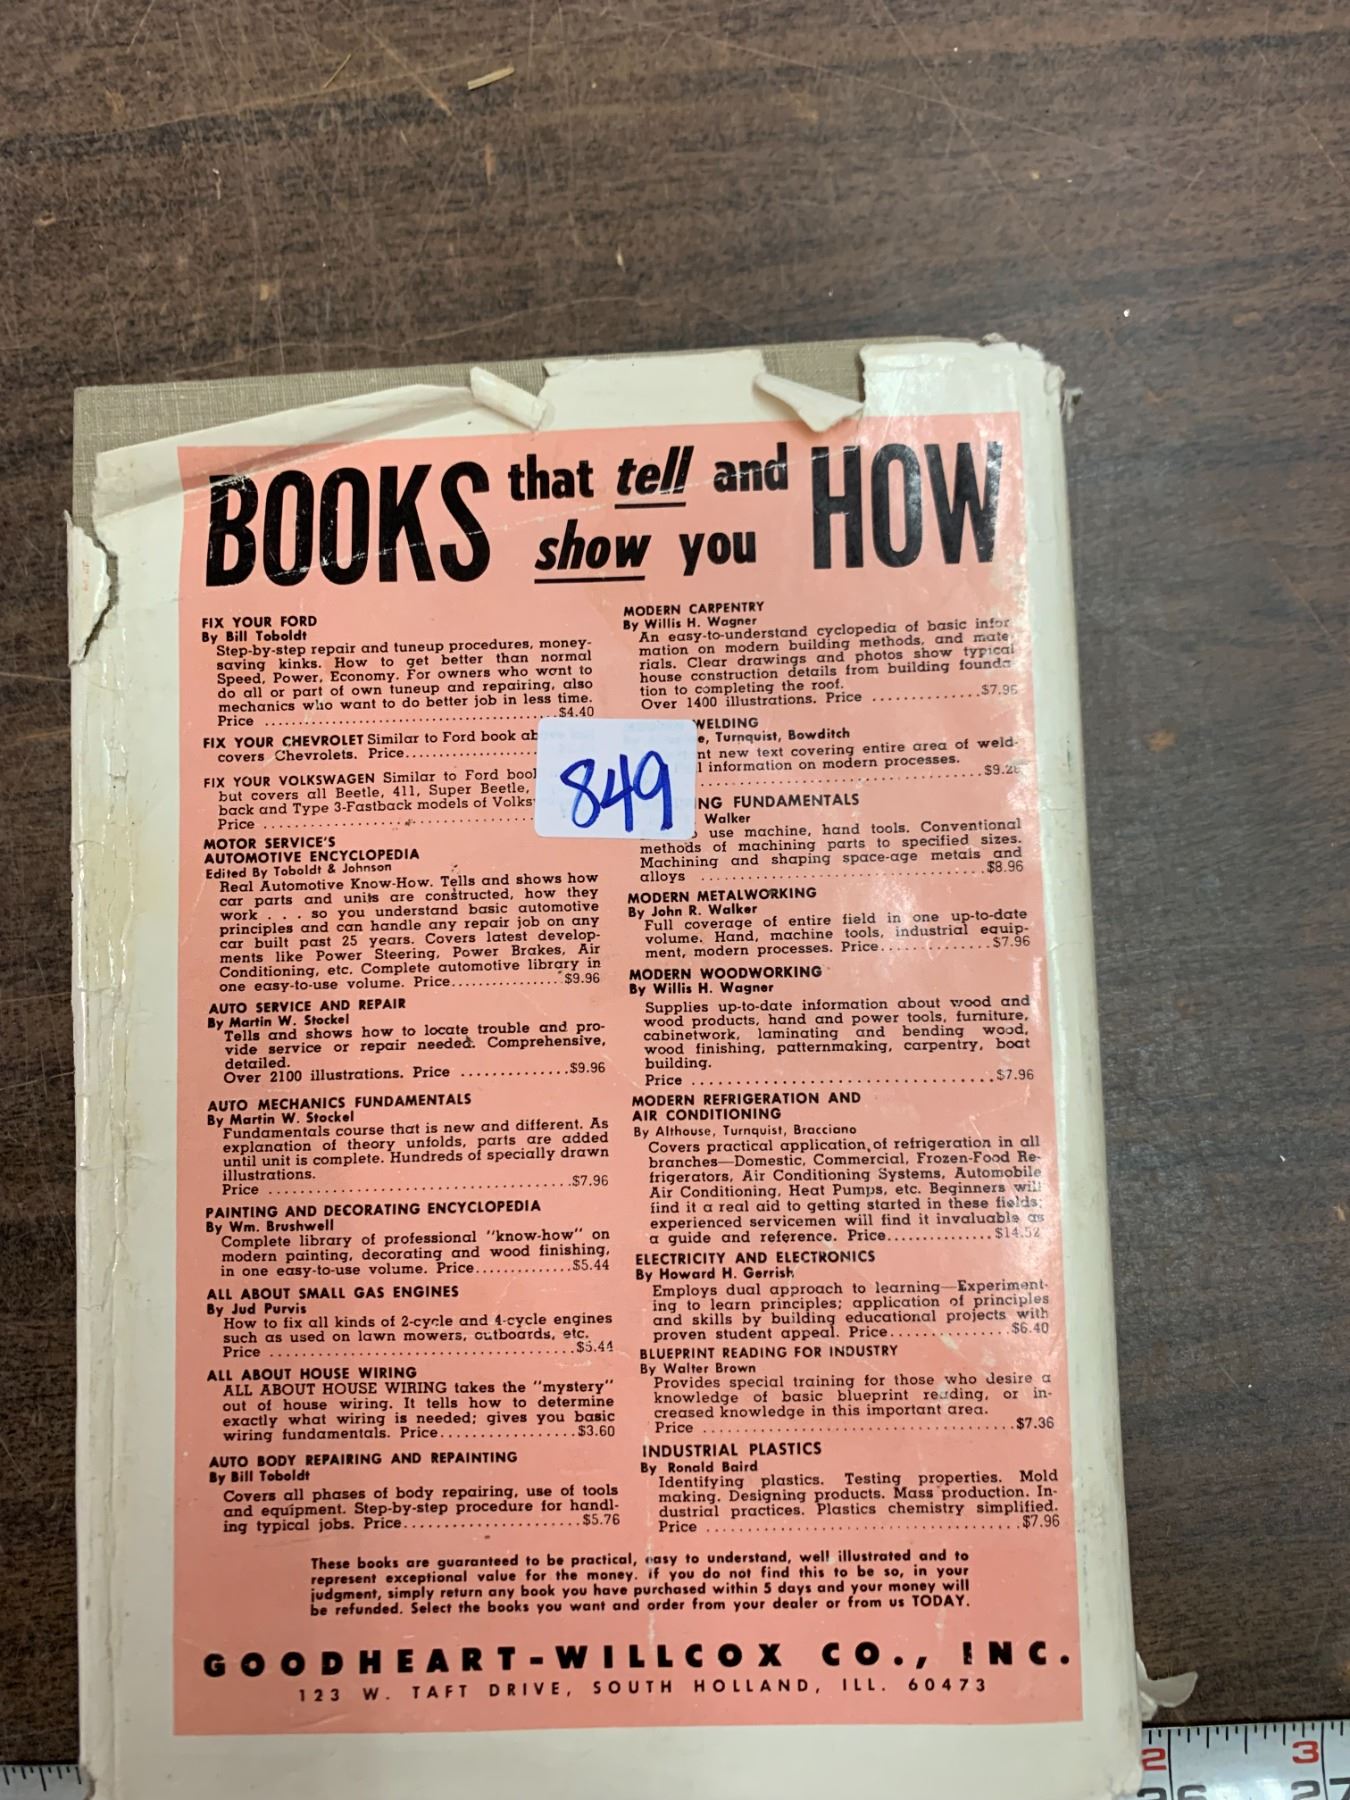 BOOKS that tell and show you HOW
FIX YOUR FORD
By Bill Toboldt
Step-by-step repair and tuneup procedures, money-
saving kinks. How to get better than normal
Speed, Power, Economy. For owners who want to
do all or part of own tuneup and repairing, also
mechanics who want to do better job in less time.
Price ........................................$4.40
FIX YOUR CHEVROLET Similar to Ford book
covers Chevrolets. Price
FIX YOUR VOLKSWAGEN Similar to Ford
but covers all Beetle, 411, Super Beetle,
back and Type 3-Fastback models of
Price
MOTOR SERVICE'S
AUTOMOTIVE ENCYCLOPEDIA
Edited By Toboldt & Johnson
Real Automotive Know-How. Tells and shows how
car parts and units are constructed, how they
work . . . so you understand basic automotive
principles and can handle any repair job on any
car built past 25 years. Covers latest develop-
ments like Power Steering, Power Brakes, Air
Conditioning, etc. Complete automotive library in
one easy-to-use volume. Price...............$9.96
AUTO SERVICE AND REPAIR
By Martin W. Stockel
Tells and shows how to locate trouble and pro-
vide service or repair needed. Comprehensive,
detailed.
Over 2100 illustrations. Price ..............$9.96
AUTO MECHANICS FUNDAMENTALS
By Martin W. Stockel
Fundamentals course that is new and different. As
explanation of theory unfolds, parts are added
until unit is complete. Hundreds of specially drawn
illustrations.
Price .......................................$7.96
PAINTING AND DECORATING ENCYCLOPEDIA
By Wm. Brushwell
Complete library of professional "know-how" on
modern painting, decorating and wood finishing,
in one easy-to-use volume. Price.............$5.44
ALL ABOUT SMALL GAS ENGINES
By Jud Purvis
How to fix all kinds of 2-cycle and 4-cycle engines
such as used on lawn mowers, outboards, etc.
Price .......................................$5.44
ALL ABOUT HOUSE WIRING
ALL ABOUT HOUSE WIRING takes the "mystery"
out of house wiring. It tells how to determine
exactly what wiring is needed; gives you basic
wiring fundamentals. Price.................$3.60
AUTO BODY REPAIRING AND REPAINTING
By Bill Toboldt
Covers all phases of body repairing, use of tools
and equipment. Step-by-step procedure for handl-
ing typical jobs. Price.......................$5.76
849
MODERN CARPENTRY
By Willis H. Wagner
An easy-to-understand cyclopedia of basic infor
mation on modern building methods, and mate
rials. Clear drawings and photos show typical
house construction details from building founda
tion to completing the roof.
Over 1400 illustrations. Price ..............$7.96
WELDING
Turnquist, Bowditch
new text covering entire area of weld-
information on modern processes.
$9.28
FUNDAMENTALS
Walker
use machine, hand tools. Conventional
methods of machining parts to specified sizes.
Machining and shaping space-age metals and
alloys ......................................$8.96
MODERN METALWORKING
By John R. Walker
Full coverage of entire field in one up-to-date
volume. Hand, machine tools, industrial equip-
ment, modern processes. Price..............$7.96
MODERN WOODWORKING
By Willis H. Wagner
Supplies up-to-date information about wood and
wood products, hand and power tools, furniture,
cabinetwork, laminating and bending wood,
wood finishing, patternmaking, carpentry, boat
building.
Price ......................................$7.96
MODERN REFRIGERATION AND
AIR CONDITIONING
By Althouse, Turnquist, Bracciano
Covers practical application of refrigeration in all
branches—Domestic, Commercial, Frozen-Food Re-
frigerators, Air Conditioning Systems, Automobile
Air Conditioning, Heat Pumps, etc. Beginners will
find it a real aid to getting started in these fields;
experienced servicemen will find it invaluable as
a guide and reference. Price..............$14.52
ELECTRICITY AND ELECTRONICS
By Howard H. Gerrish
Employs dual approach to learning—Experiment-
ing to learn principles; application of principles
and skills by building educational projects with
proven student appeal. Price...............$6.40
BLUEPRINT READING FOR INDUSTRY
By Walter Brown
Provides special training for those who desire a
knowledge of basic blueprint reading, or in-
creased knowledge in this important area.
Price .......................................$7.36
INDUSTRIAL PLASTICS
By Ronald Baird
Identifying plastics. Testing properties. Mold
making. Designing products. Mass production. In-
dustrial practices. Plastics chemistry simplified.
Price .......................................$7.96
These books are guaranteed to be practical, easy to understand, well illustrated and to
represent exceptional value for the money. If you do not find this to be so, in your
judgment, simply return any book you have purchased within 5 days and your money will
be refunded. Select the books you want and order from your dealer or from us TODAY.
GOODHEART-WILLCOX CO., INC.
123 W. TAFT DRIVE, SOUTH HOLLAND, ILL. 60473
2 3
26 27